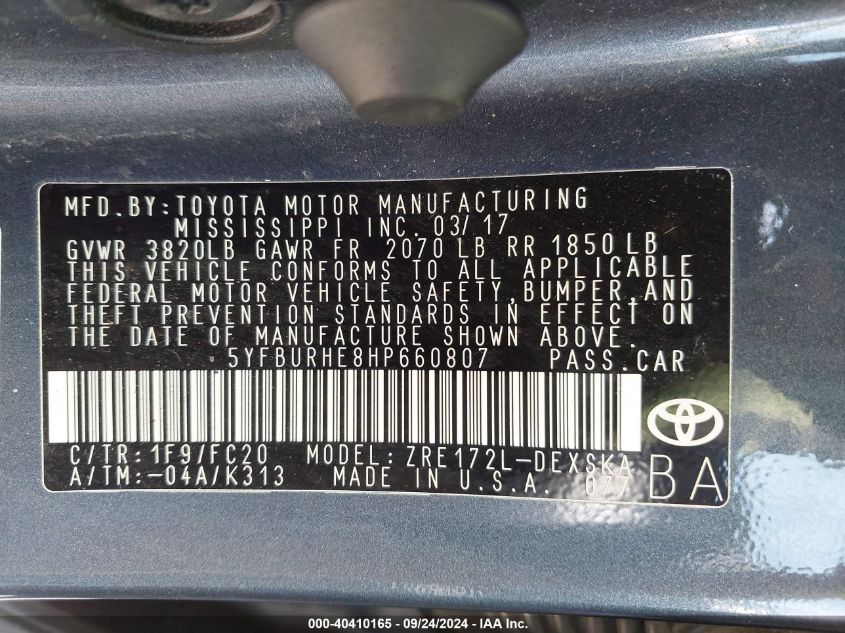 MFD.BY:TOYOTA MOTOR MANUFACTURING
MISSISSIPPI INC. 03/17
GVWR 3820LB GAWR FR 2070 LB RR 1850 LB
THIS VEHICLE CONFORMS TO ALL APPLICABLE
FEDERAL MOTOR VEHICLE SAFETY,BUMPER,AND
THEFT PREVENTION STANDARDS IN EFFECT ON
THE DATE OF MANUFACTURE SHOWN ABOVE.
5YFBURHE8HP660807 PASS.CAR
C/TR:1F9/FC20 MODEL:ZRE172L-DEXSKA
A/TM:-04A/K313 MADE IN U.S.A. 077 BA
000-40410165 - 09/24/2024 - IAA Inc.